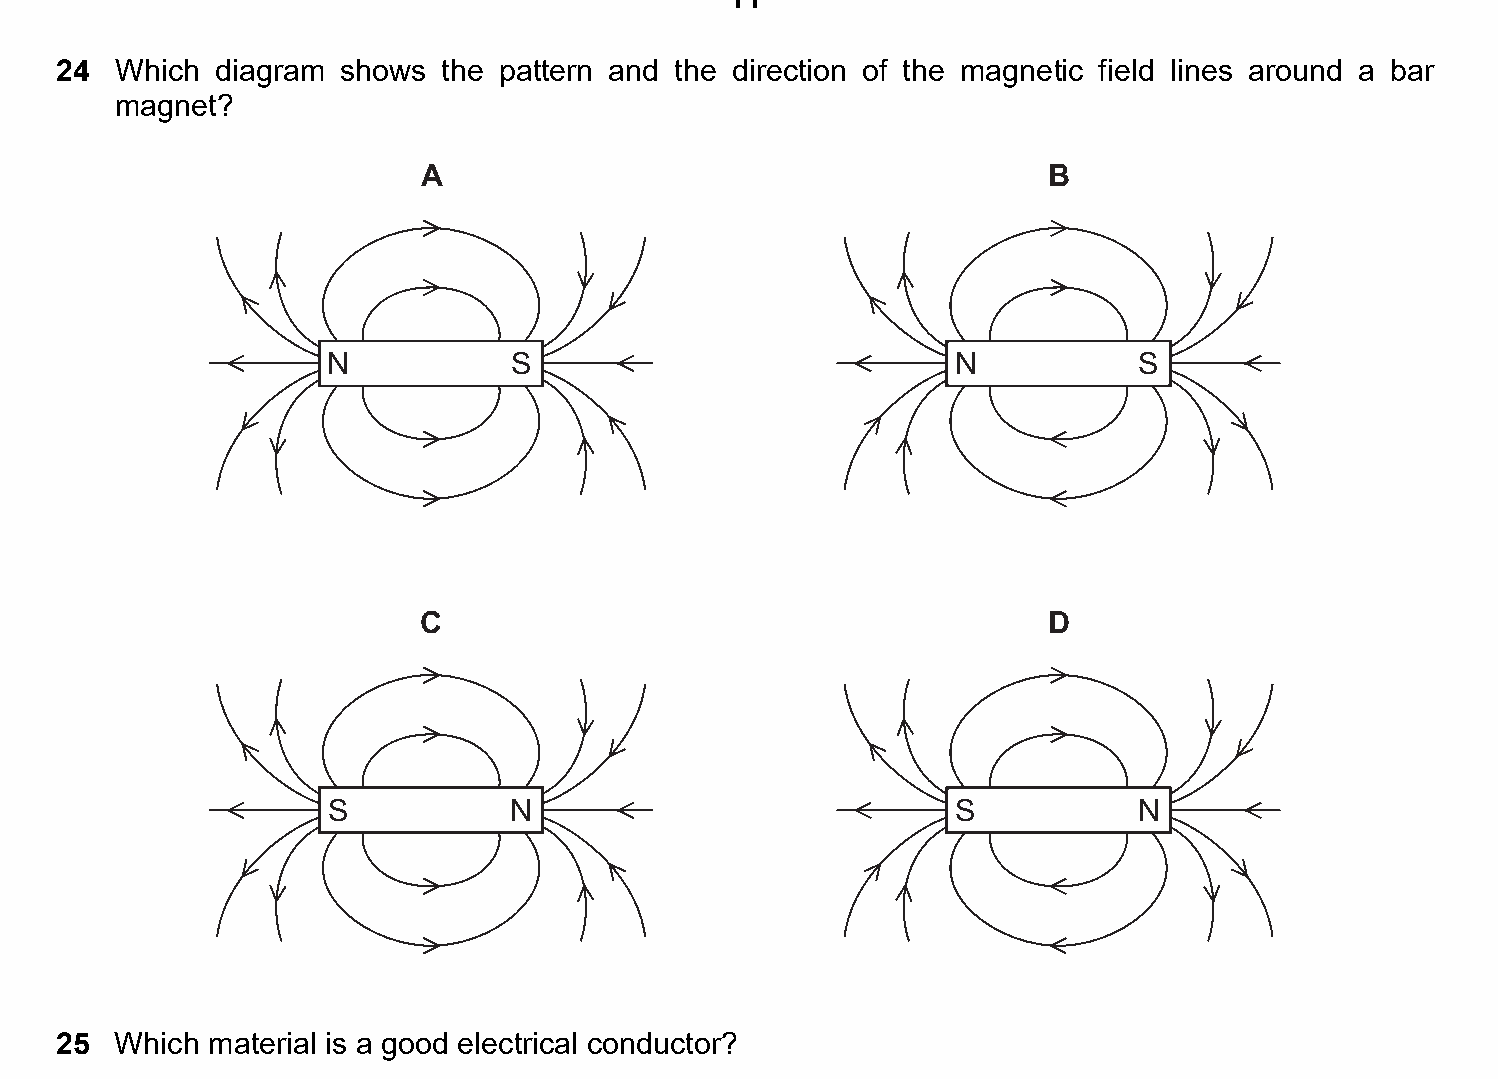 24 Which diagram shows the pattern and the direction of the magnetic field lines around a bar
magnet?
A B
N S N S
C D
S N S N
25 Which material is a good electrical conductor?